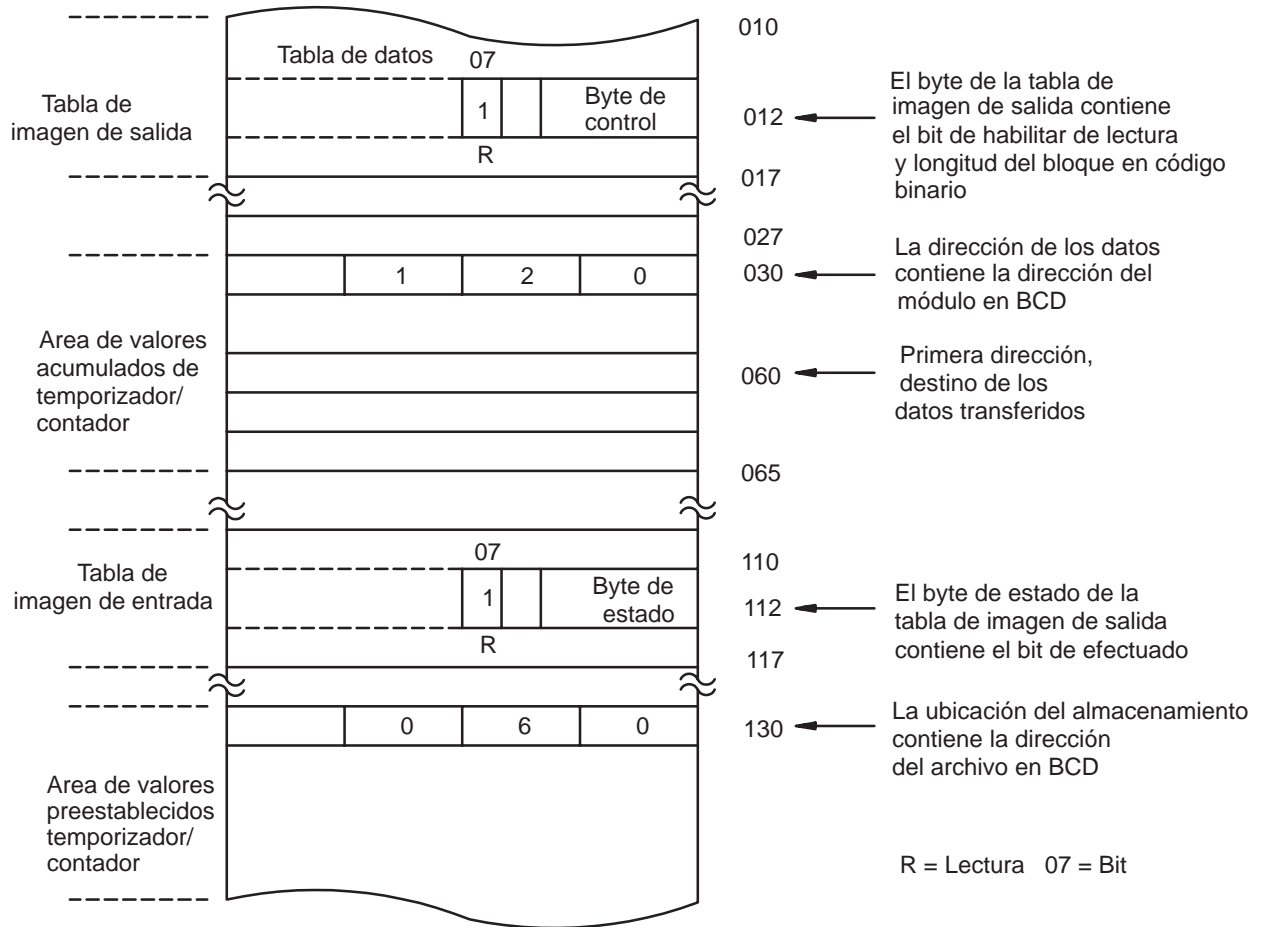 010
Tabla de datos
07
Tabla de
imagen de salida
1
Byte de
control
012
El byte de la tabla de
imagen de salida contiene
el bit de habilitar de lectura
y longitud del bloque en código
binario
R
017
027
030
1
2
0
La dirección de los datos
contiene la dirección del
módulo en BCD
Area de valores
acumulados de
temporizador/
contador
060
Primera dirección,
destino de los
datos transferidos
065
07
110
Tabla de
imagen de entrada
1
Byte de
estado
112
El byte de estado de la
tabla de imagen de salida
contiene el bit de efectuado
R
117
0
6
0
130
La ubicación del almacenamiento
contiene la dirección
del archivo en BCD
Area de valores
preestablecidos
temporizador/
contador
R = Lectura 07 = Bit